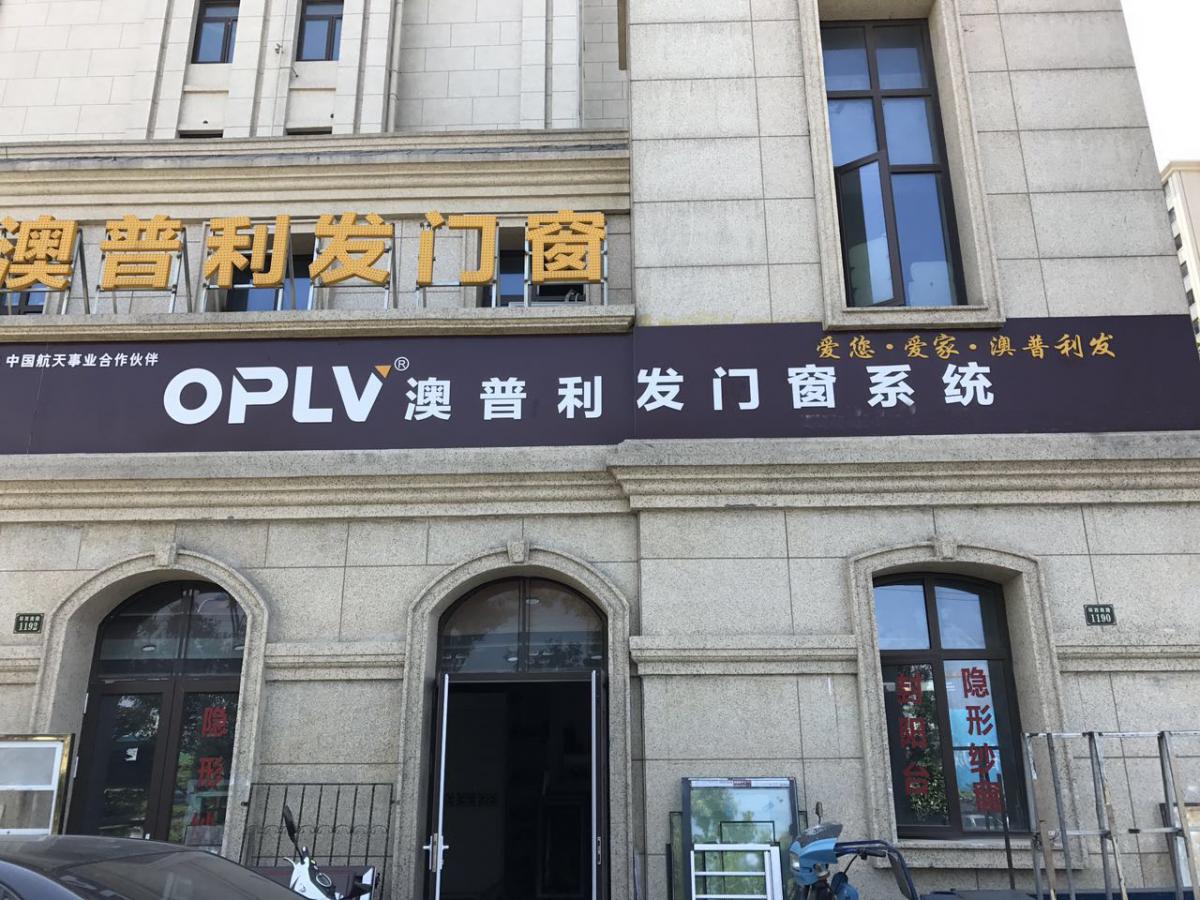 澳普利发门窗
中国航天事业合作伙伴
OPLV®澳普利发门窗系统
爱您·爱家·澳普利发
1192
1190
隐形纱
封阳台
隐形纱窗